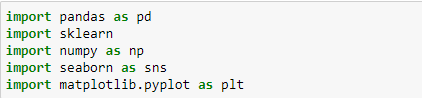 import pandas as pd
import sklearn
import numpy as np
import seaborn as sns
import matplotlib.pyplot as plt